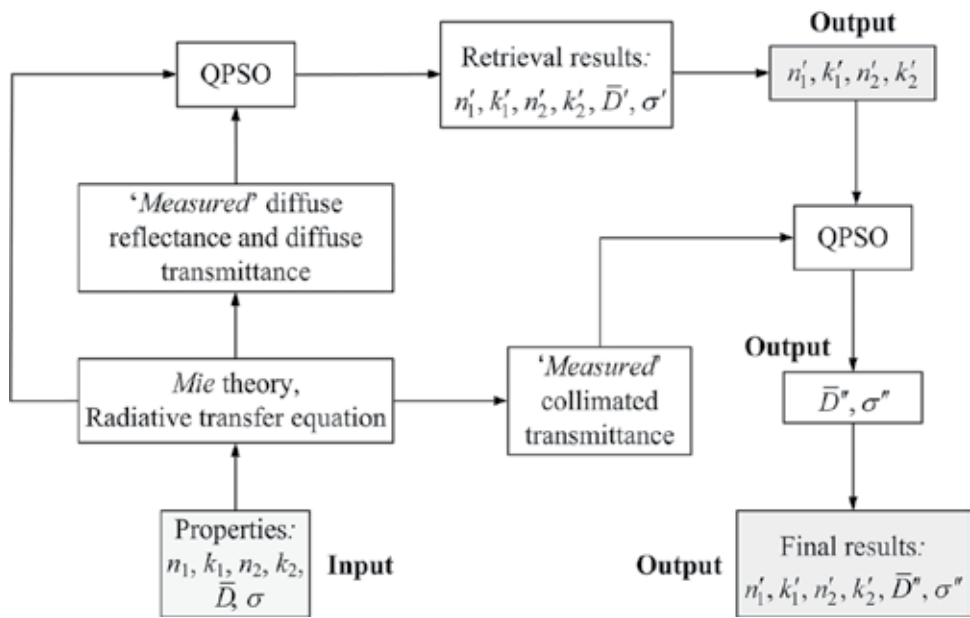 Output
QPSO
Retrieval results:
n′₁, k′₁, n′₂, k′₂, D̅′, σ′
n′₁, k′₁, n′₂, k′₂
‘Measured’ diffuse
reflectance and diffuse
transmittance
QPSO
Output
Mie theory,
Radiative transfer equation
‘Measured’
collimated
transmittance
D̅″, σ″
Properties:
n₁, k₁, n₂, k₂,
D̅, σ
Input
Output
Final results:
n′₁, k′₁, n′₂, k′₂, D̅″, σ″